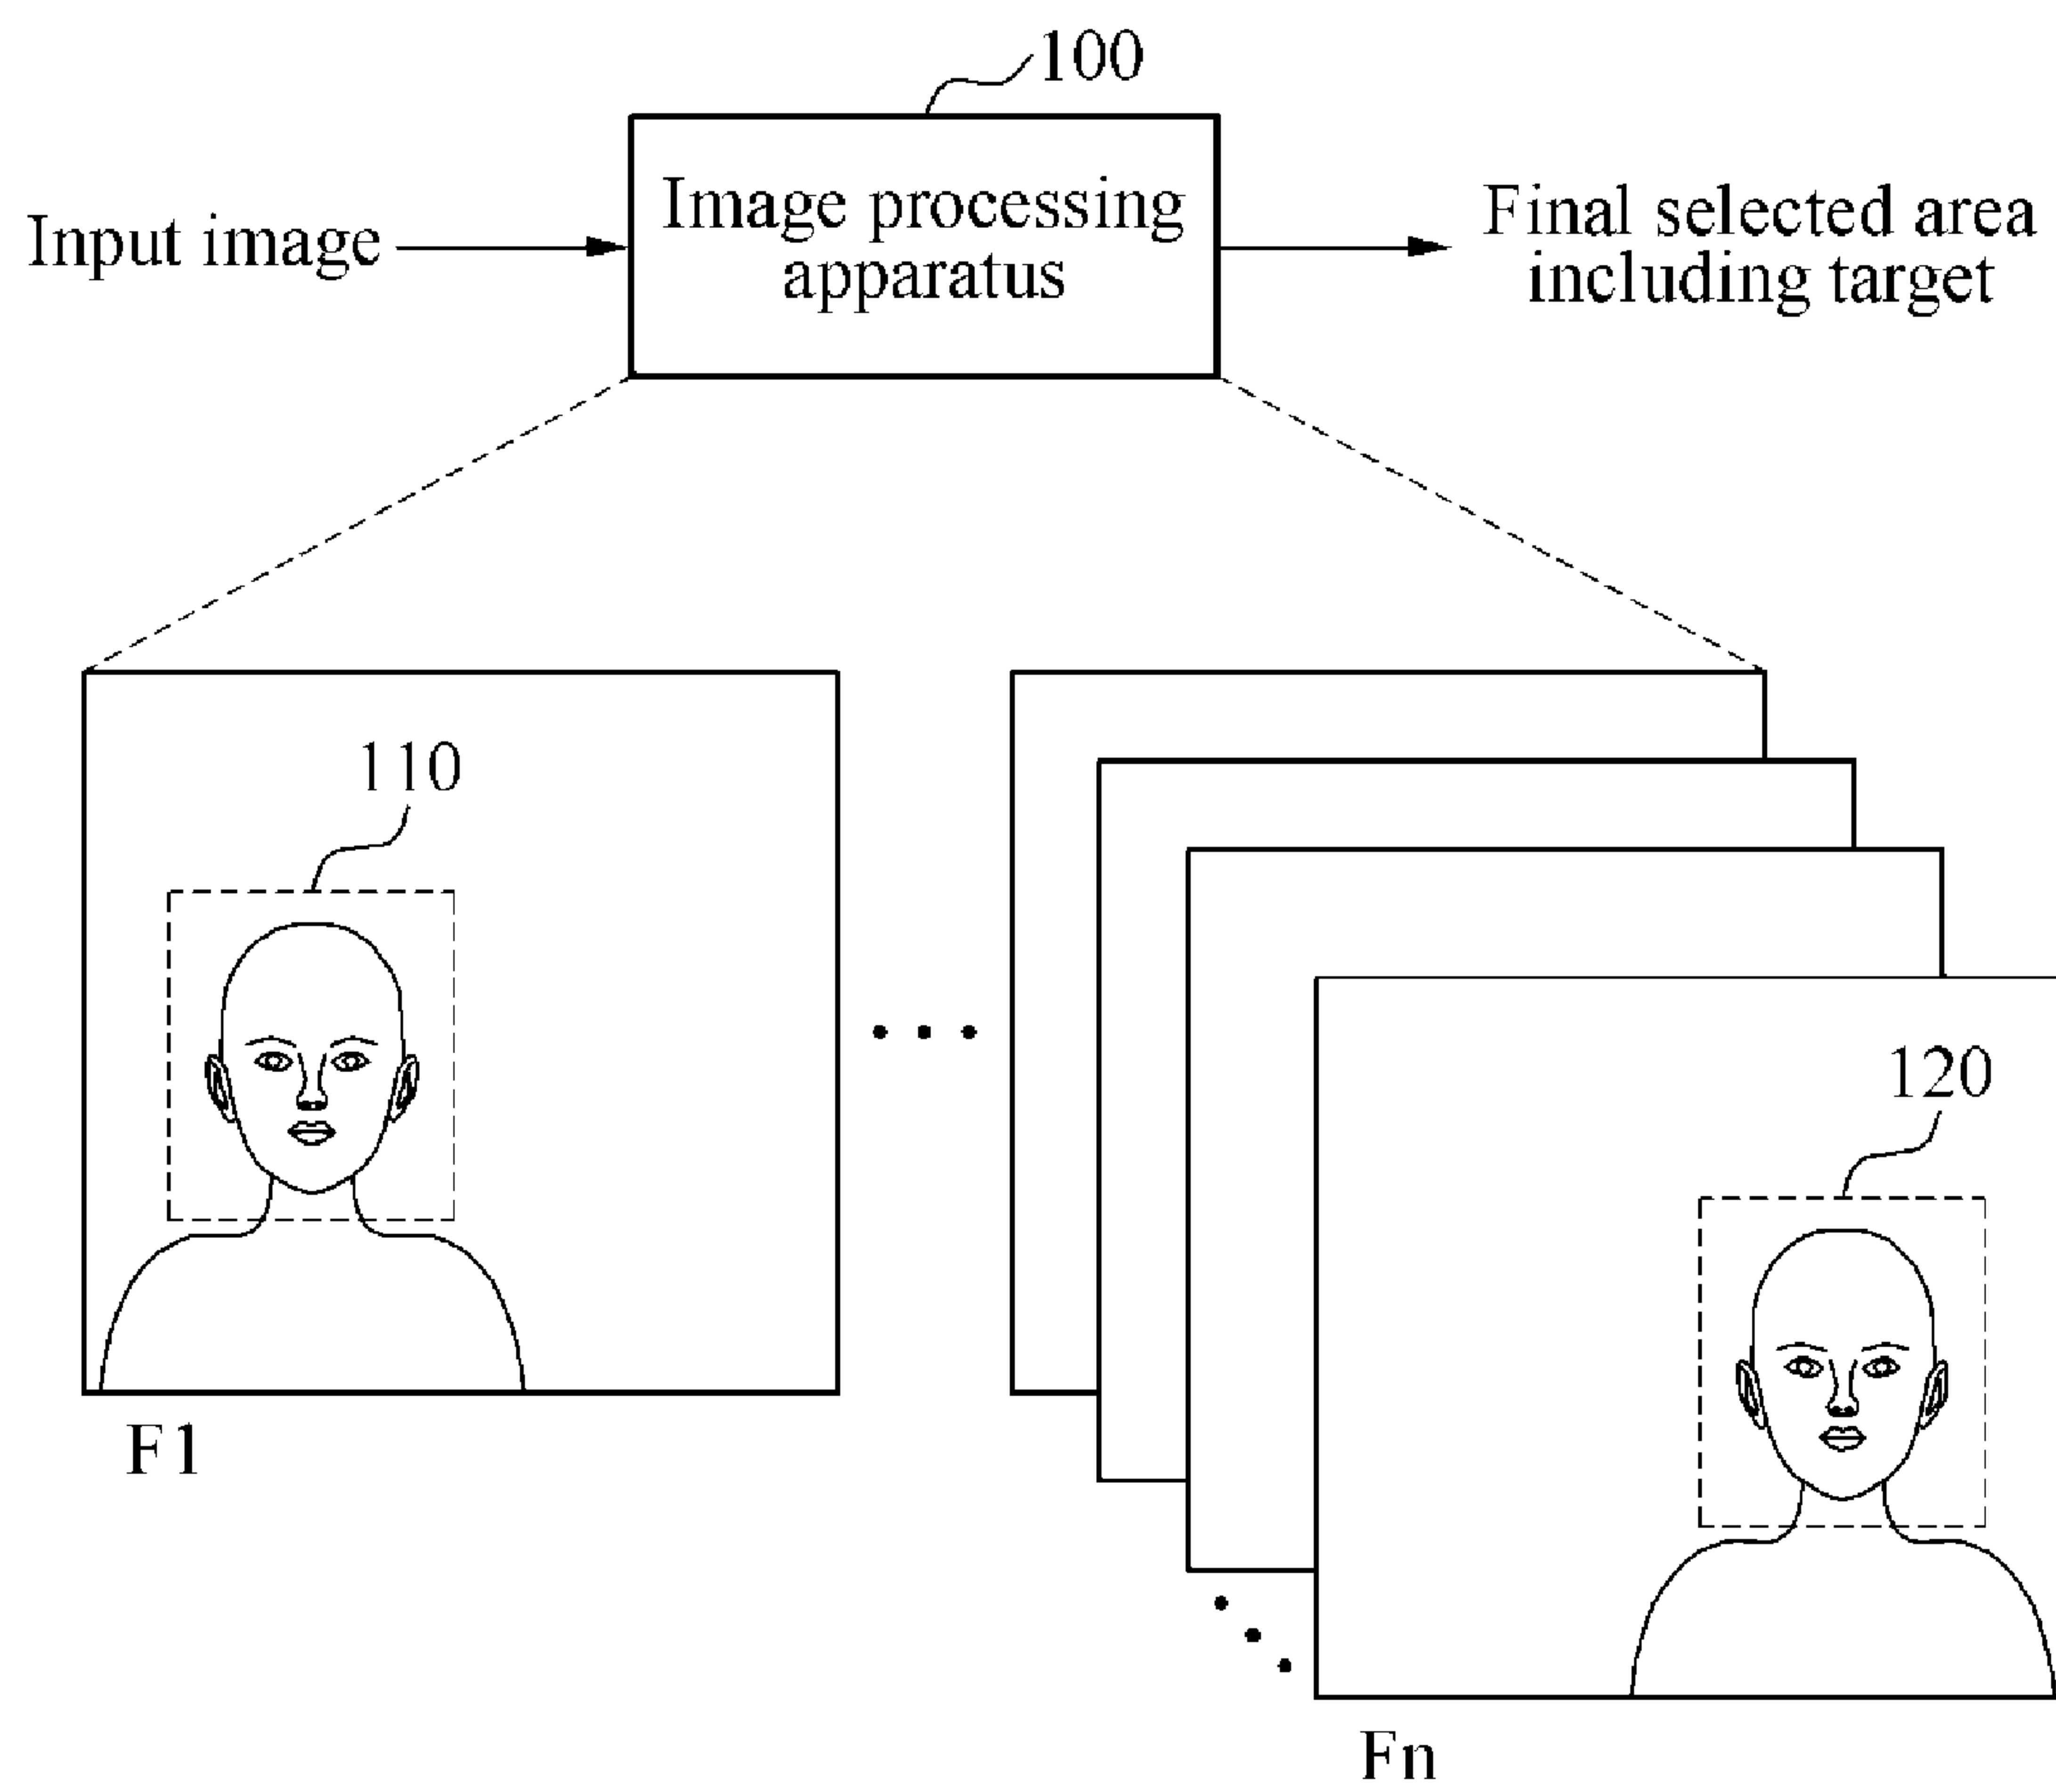 100
Input image
Image processing
apparatus
Final selected area
including target
110
120
F1
Fn